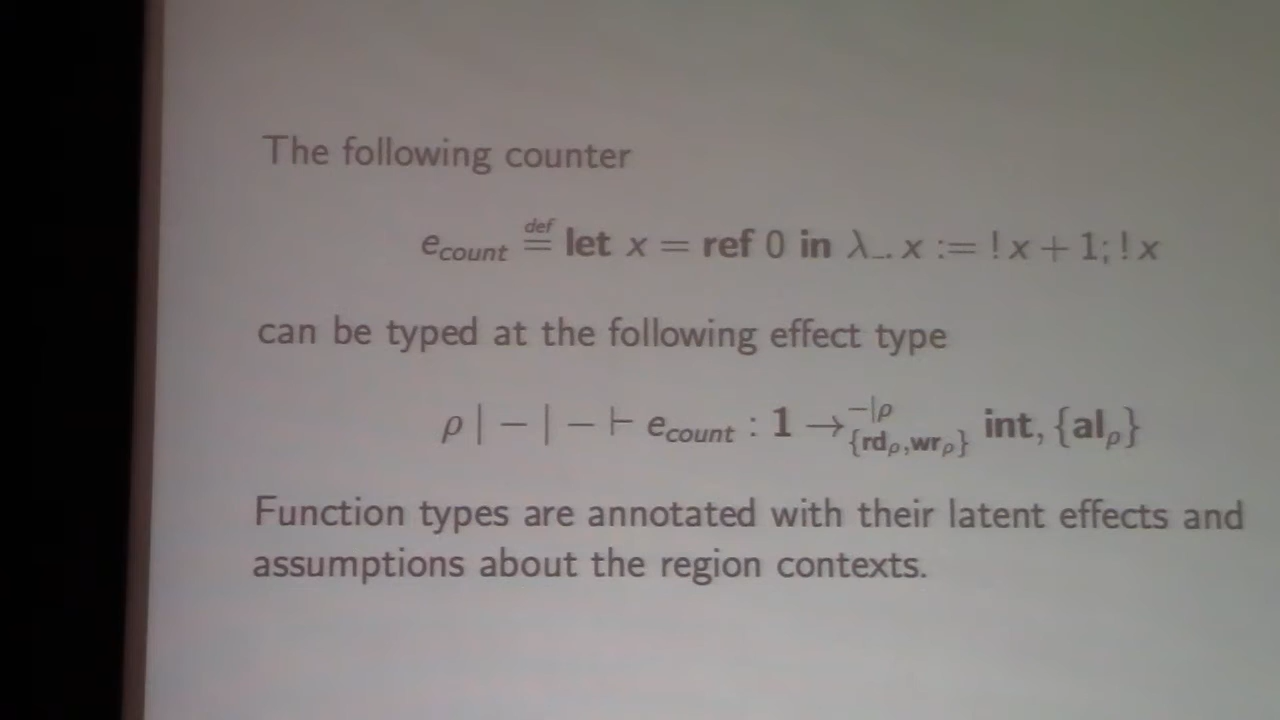 The following counter
e_count def= let x = ref 0 in λ_. x := !x + 1; !x
can be typed at the following effect type
ρ | − | − ⊢ e_count : 1 →^{−|ρ}_{{rd_ρ,wr_ρ}} int, {al_ρ}
Function types are annotated with their latent effects and
assumptions about the region contexts.